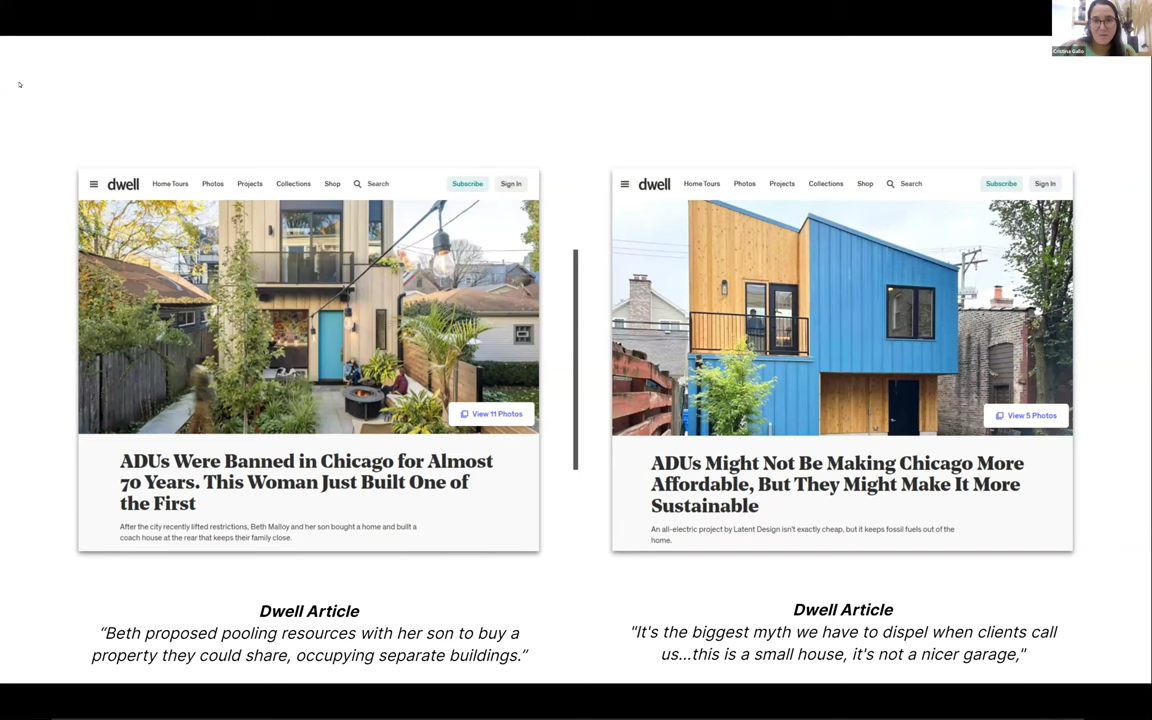 Cristina Gallo
dwell Home Tours Photos Projects Collections Shop Search Subscribe Sign In
View 11 Photos
ADUs Were Banned in Chicago for Almost
70 Years. This Woman Just Built One of
the First
After the city recently lifted restrictions, Beth Malloy and her son bought a home and built a
coach house at the rear that keeps their family close.
Dwell Article
“Beth proposed pooling resources with her son to buy a
property they could share, occupying separate buildings.”
dwell Home Tours Photos Projects Collections Shop Search Subscribe Sign In
View 5 Photos
ADUs Might Not Be Making Chicago More
Affordable, But They Might Make It More
Sustainable
An all-electric project by Latent Design isn't exactly cheap, but it keeps fossil fuels out of the
home.
Dwell Article
"It's the biggest myth we have to dispel when clients call
us...this is a small house, it's not a nicer garage,"